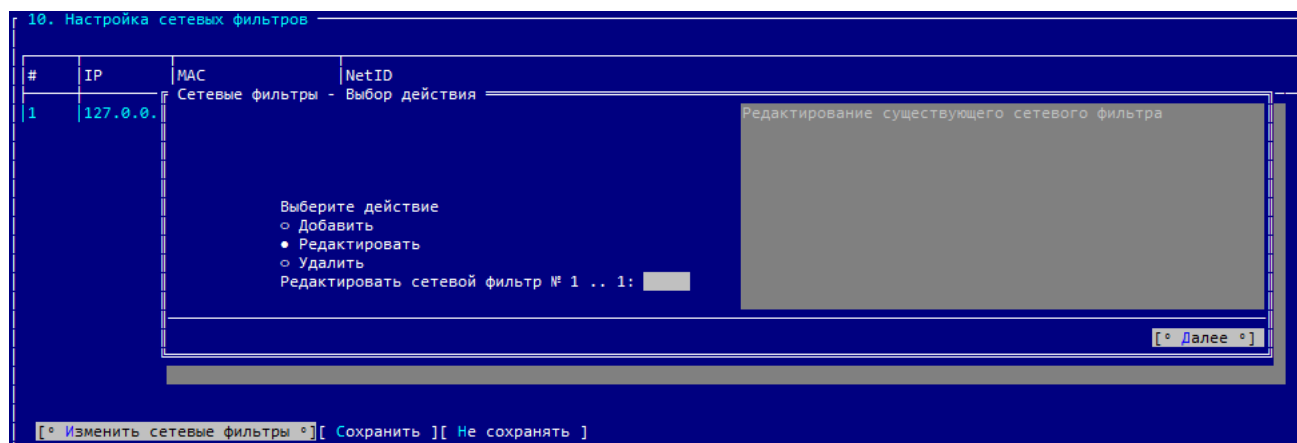 10. Настройка сетевых фильтров
# IP MAC NetID
Сетевые фильтры - Выбор действия
1 127.0.0.
Редактирование существующего сетевого фильтра
Выберите действие
○ Добавить
● Редактировать
○ Удалить
Редактировать сетевой фильтр № 1 .. 1:
[° Далее °]
[° Изменить сетевые фильтры °][ Сохранить ][ Не сохранять ]